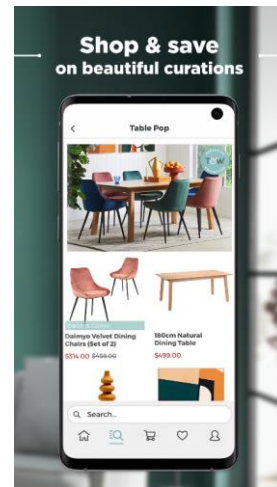 Shop & save
on beautiful curations
Table Pop
T&W
Daimyo Velvet Dining
Chairs (Set of 2)
$314.00 $498.00
180cm Natural
Dining Table
$499.00
Search...